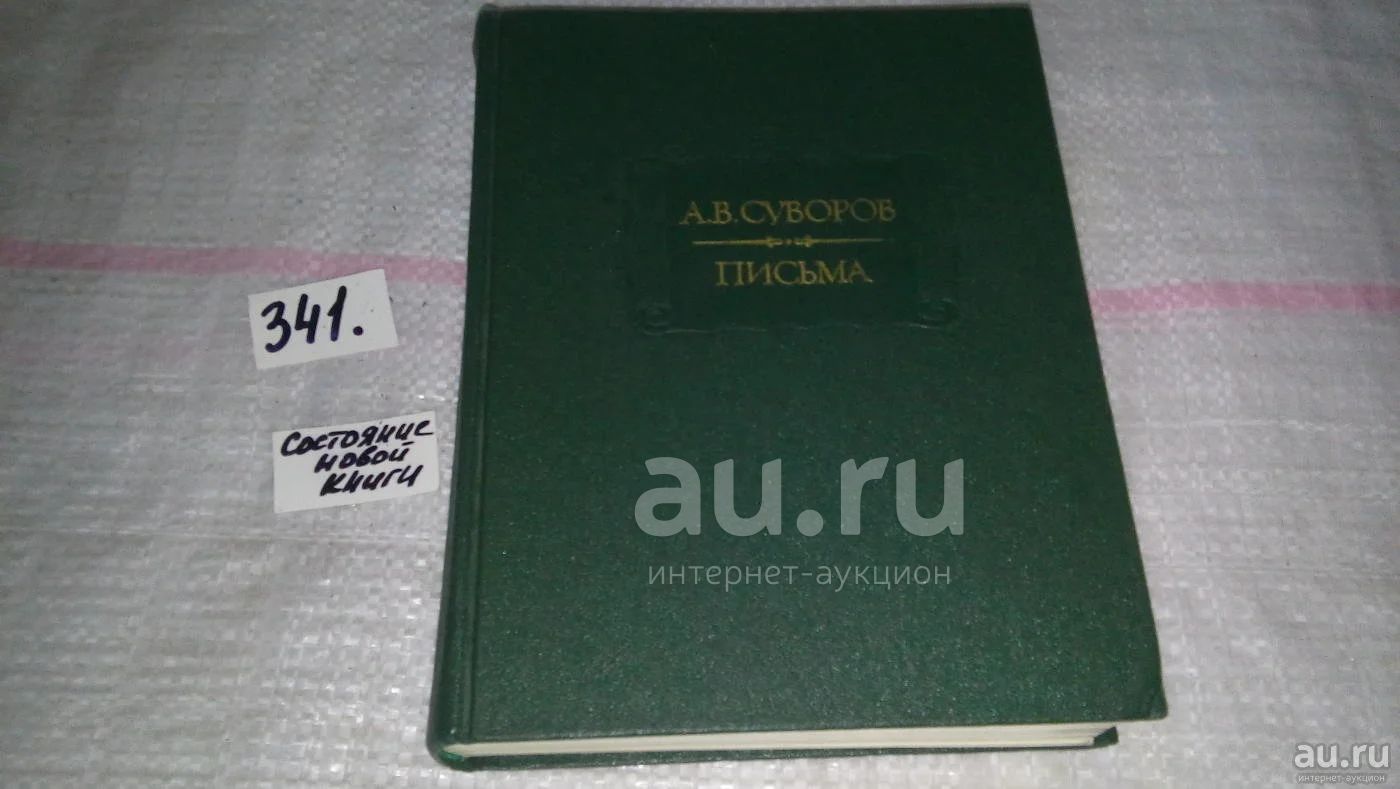 А.В.СУВОРОВ
ПИСЬМА
341.
Состояние
новой
книги
au.ru
интернет-аукцион
au.ru
интернет-аукцион